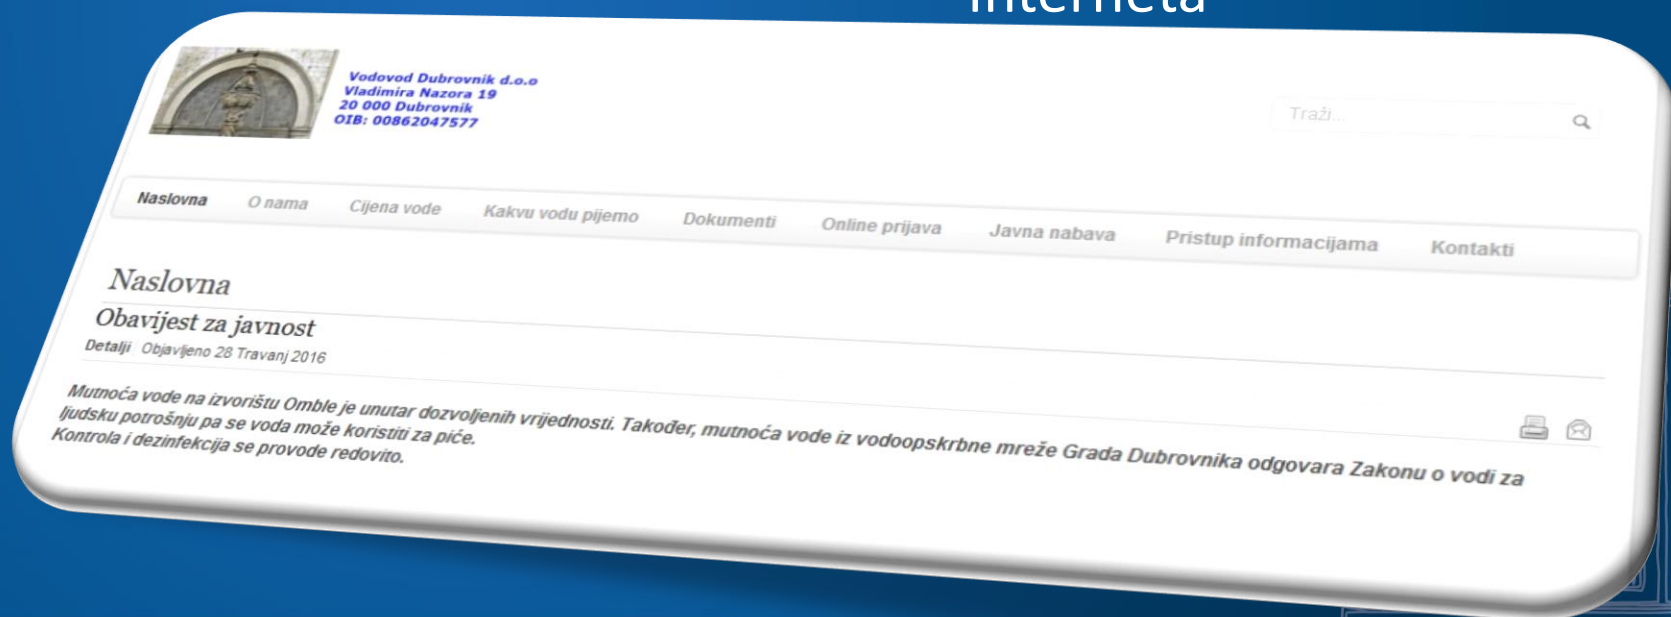 interneta
Vodovod Dubrovnik d.o.o
Vladimira Nazora 19
20 000 Dubrovnik
OIB: 00862047577
Traži...
Naslovna O nama Cijena vode Kakvu vodu pijemo Dokumenti Online prijava Javna nabava Pristup informacijama Kontakti
Naslovna
Obavijest za javnost
Detalji Objavljeno 28 Travanj 2016
Mutnoća vode na izvorištu Omble je unutar dozvoljenih vrijednosti. Također, mutnoća vode iz vodoopskrbne mreže Grada Dubrovnika odgovara Zakonu o vodi za
ljudsku potrošnju pa se voda može koristiti za piće.
Kontrola i dezinfekcija se provode redovito.